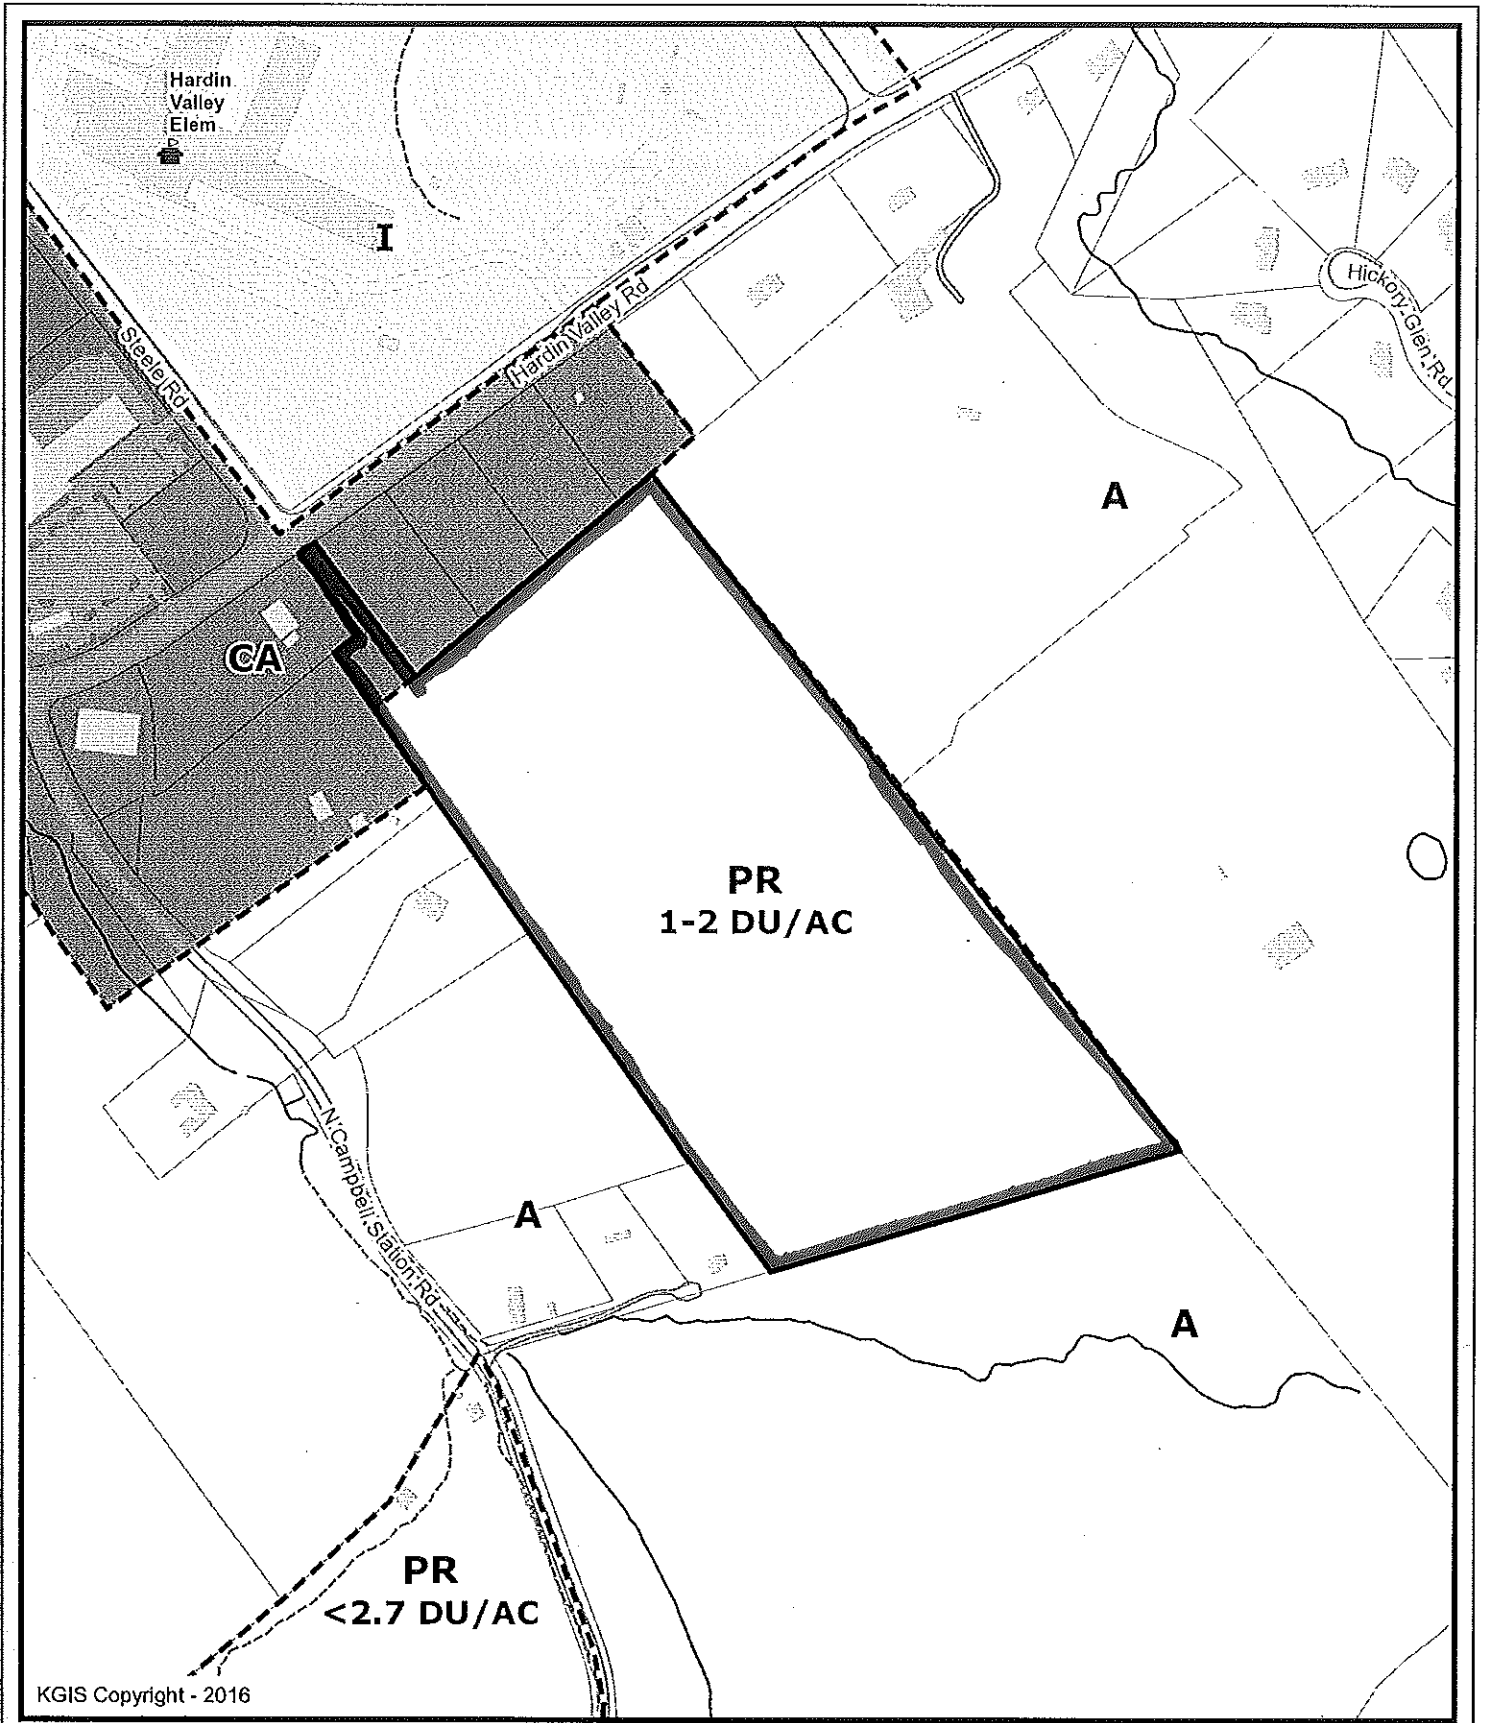 Hardin
Valley
Elem
I
Steele Rd
Hardin Valley Rd
Hickory Glen Rd
A
CA
PR
1-2 DU/AC
N Campbell Station Rd
A
A
PR
<2.7 DU/AC
KGIS Copyright - 2016